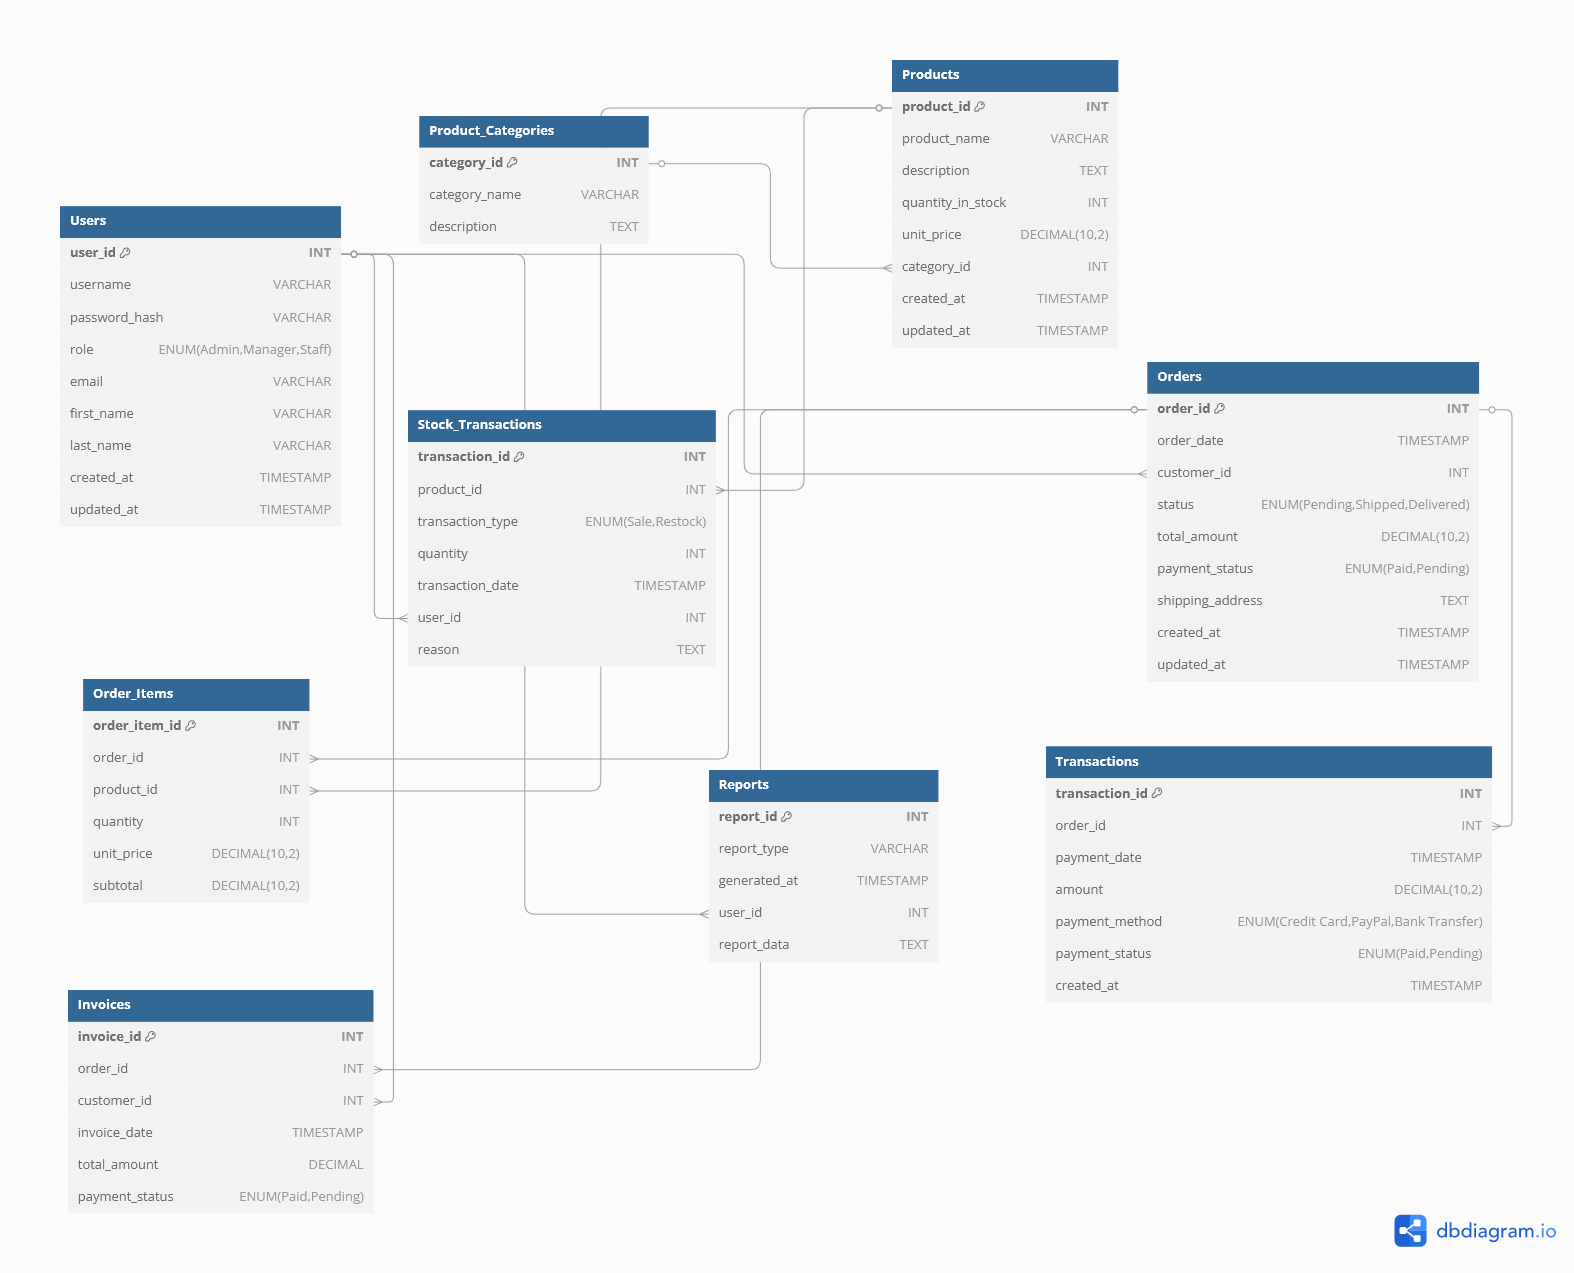 Products
product_id INT
product_name VARCHAR
description TEXT
quantity_in_stock INT
unit_price DECIMAL(10,2)
category_id INT
created_at TIMESTAMP
updated_at TIMESTAMP
Product_Categories
category_id INT
category_name VARCHAR
description TEXT
Users
user_id INT
username VARCHAR
password_hash VARCHAR
role ENUM(Admin,Manager,Staff)
email VARCHAR
first_name VARCHAR
last_name VARCHAR
created_at TIMESTAMP
updated_at TIMESTAMP
Orders
order_id INT
order_date TIMESTAMP
customer_id INT
status ENUM(Pending,Shipped,Delivered)
total_amount DECIMAL(10,2)
payment_status ENUM(Paid,Pending)
shipping_address TEXT
created_at TIMESTAMP
updated_at TIMESTAMP
Stock_Transactions
transaction_id INT
product_id INT
transaction_type ENUM(Sale,Restock)
quantity INT
transaction_date TIMESTAMP
user_id INT
reason TEXT
Order_Items
order_item_id INT
order_id INT
product_id INT
quantity INT
unit_price DECIMAL(10,2)
subtotal DECIMAL(10,2)
Reports
report_id INT
report_type VARCHAR
generated_at TIMESTAMP
user_id INT
report_data TEXT
Transactions
transaction_id INT
order_id INT
payment_date TIMESTAMP
amount DECIMAL(10,2)
payment_method ENUM(Credit Card,PayPal,Bank Transfer)
payment_status ENUM(Paid,Pending)
created_at TIMESTAMP
Invoices
invoice_id INT
order_id INT
customer_id INT
invoice_date TIMESTAMP
total_amount DECIMAL
payment_status ENUM(Paid,Pending)
dbdiagram.io